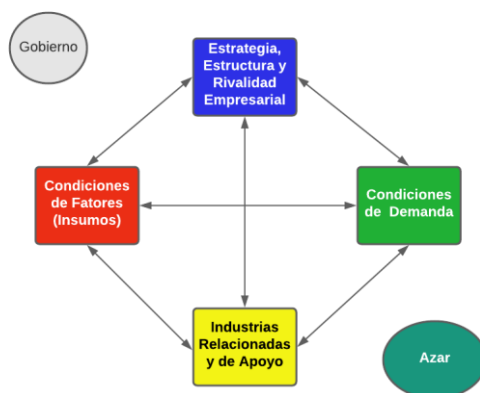 Gobierno
Estrategia,
Estructura y
Rivalidad
Empresarial
Condiciones
de Fatores
(Insumos)
Condiciones
de Demanda
Industrias
Relacionadas
y de Apoyo
Azar